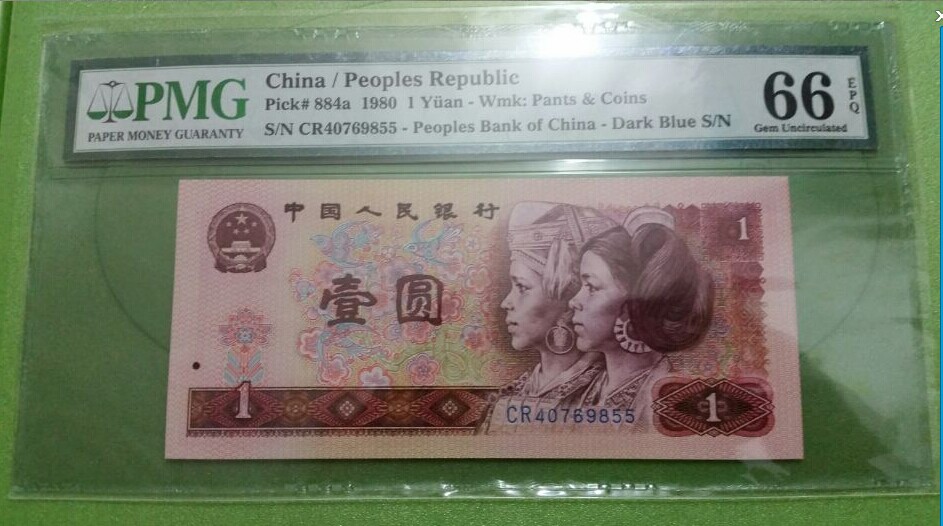 PMG
PAPER MONEY GUARANTY
China / Peoples Republic
Pick# 884a 1980 1 Yüan - Wmk: Pants & Coins
S/N CR40769855 - Peoples Bank of China - Dark Blue S/N
66
EPQ
Gem Uncirculated
中国人民银行
1
壹圆
1
CR40769855
1